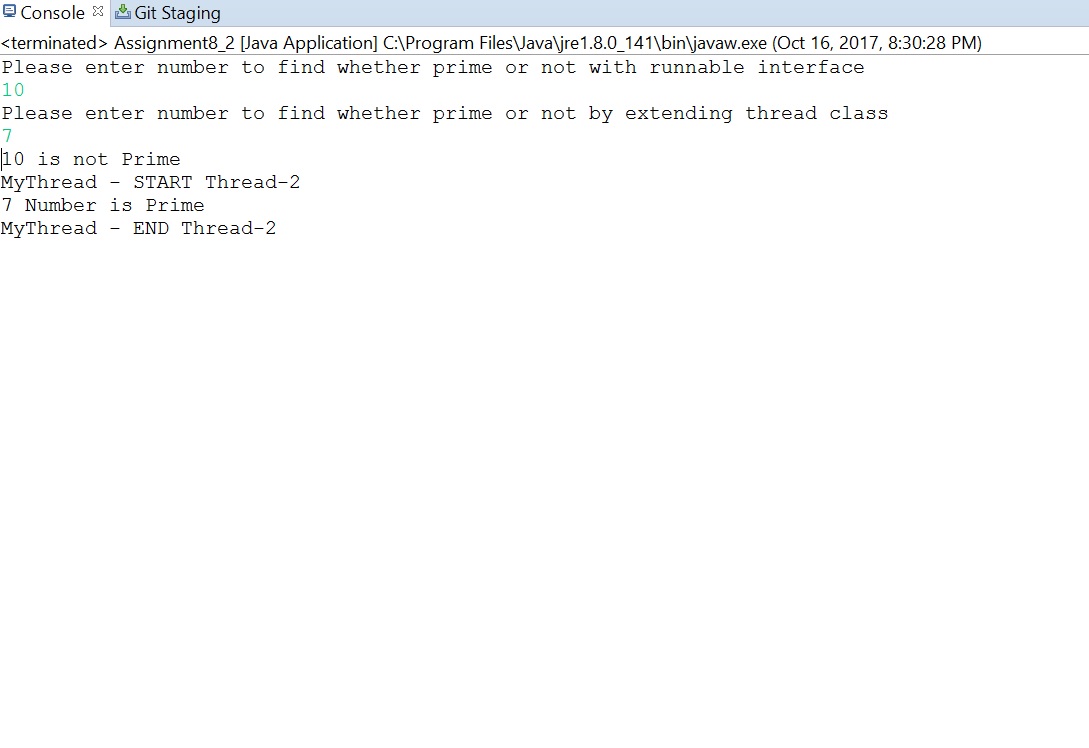 Console Git Staging
<terminated> Assignment8_2 [Java Application] C:\Program Files\Java\jre1.8.0_141\bin\javaw.exe (Oct 16, 2017, 8:30:28 PM)
Please enter number to find whether prime or not with runnable interface
10
Please enter number to find whether prime or not by extending thread class
7
10 is not Prime
MyThread - START Thread-2
7 Number is Prime
MyThread - END Thread-2